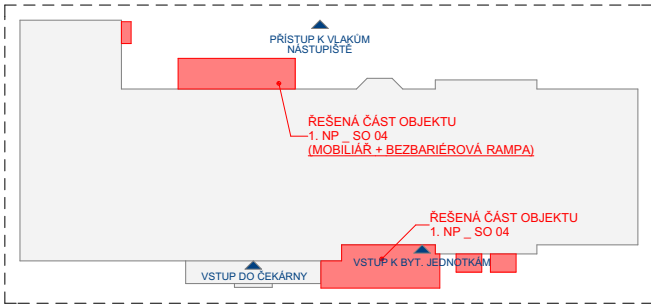 PŘÍSTUP K VLAKŮM
NÁSTUPIŠTĚ
ŘEŠENÁ ČÁST OBJEKTU
1. NP _ SO 04
(MOBILIÁŘ + BEZBARIÉROVÁ RAMPA)
ŘEŠENÁ ČÁST OBJEKTU
1. NP _ SO 04
VSTUP K BYT. JEDNOTKÁM
VSTUP DO ČEKÁRNY